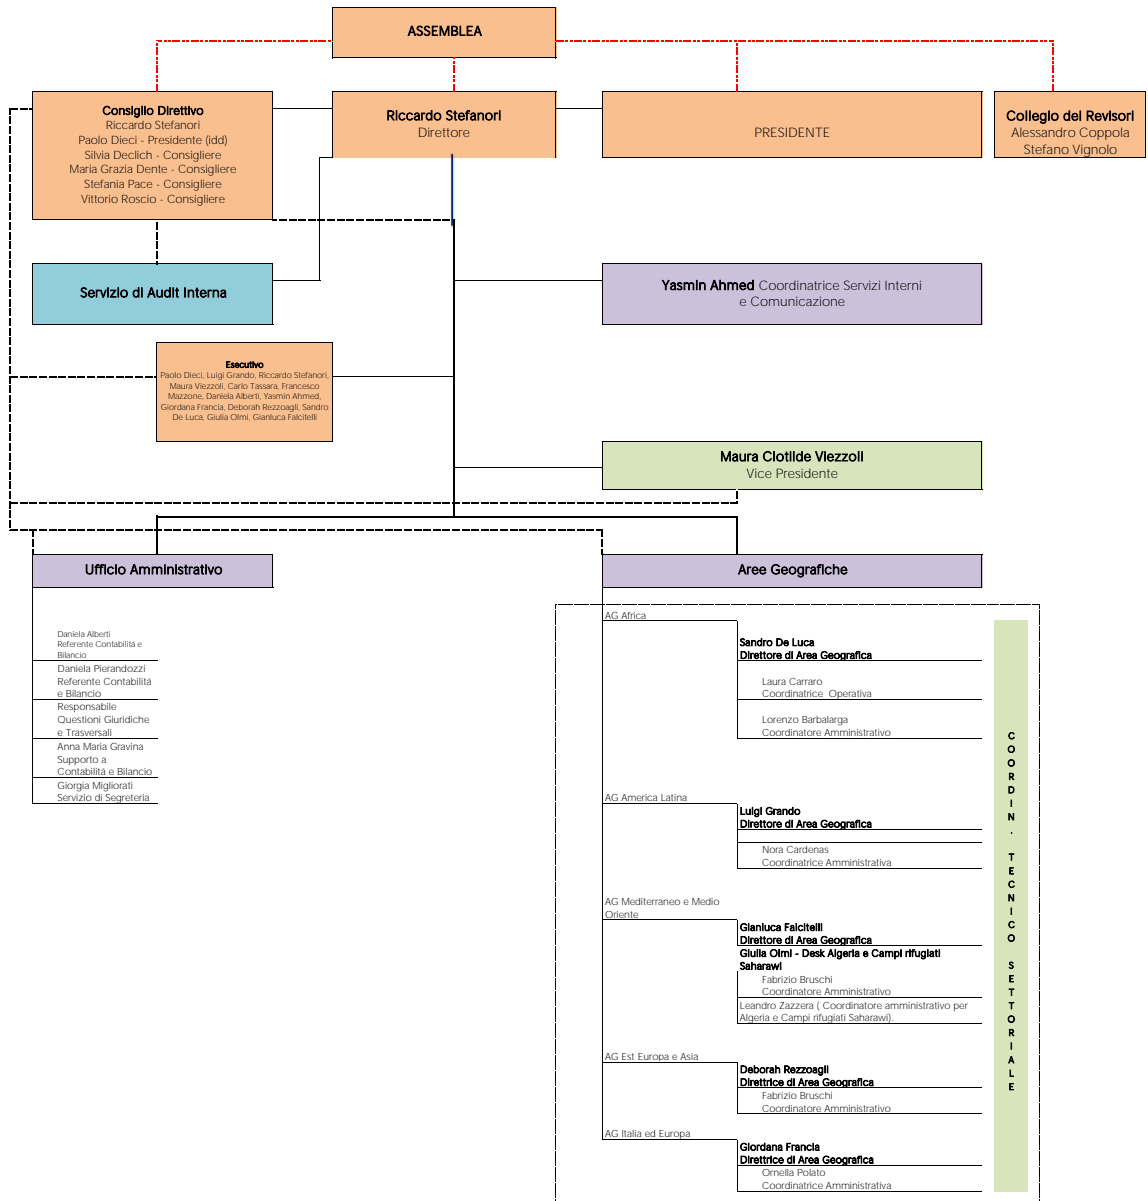 ASSEMBLEA
Consiglio Direttivo
Riccardo Stefanori
Paolo Dieci - Presidente (idd)
Silvia Declich - Consigliere
Maria Grazia Dente - Consigliere
Stefania Pace - Consigliere
Vittorio Roscio - Consigliere
Riccardo Stefanori
Direttore
PRESIDENTE
Collegio dei Revisori
Alessandro Coppola
Stefano Vignolo
Servizio di Audit Interna
Yasmin Ahmed Coordinatrice Servizi Interni
e Comunicazione
Esecutivo
Paolo Dieci, Luigi Grando, Riccardo Stefanori,
Maura Viezzoli, Carlo Tassara, Francesco
Mazzone, Daniela Alberti, Yasmin Ahmed,
Giordana Francia, Deborah Rezzoagli, Sandro
De Luca, Giulia Olmi, Gianluca Falcitelli
Maura Clotilde Viezzoli
Vice Presidente
Ufficio Amministrativo
Daniela Alberti
Referente Contabilitá e
Bilancio
Daniela Pierandozzi
Referente Contabilitá
e Bilancio
Responsabile
Questioni Giuridiche
e Trasversali
Anna Maria Gravina
Supporto a
Contabilitá e Bilancio
Giorgia Migliorati
Servizio di Segreteria
Aree Geografiche
AG Africa
Sandro De Luca
Direttore di Area Geografica
Laura Carraro
Coordinatrice  Operativa
Lorenzo Barbalarga
Coordinatore Amministrativo
AG America Latina
Luigi Grando
Direttore di Area Geografica
Nora Cardenas
Coordinatrice Amministrativa
AG Mediterraneo e Medio
Oriente
Gianluca Falcitelli
Direttore di Area Geografica
Giulia Olmi - Desk Algeria e Campi rifugiati
Saharawi
Fabrizio Bruschi
Coordinatore Amministrativo
Leandro Zazzera ( Coordinatore amministrativo per
Algeria e Campi rifugiati Saharawi).
AG Est Europa e Asia
Deborah Rezzoagli
Direttrice di Area Geografica
Fabrizio Bruschi
Coordinatore Amministrativo
AG Italia ed Europa
Giordana Francia
Direttrice di Area Geografica
Ornella Polato
Coordinatrice Amministrativa
COORDIN. TECNICO SETTORIALE